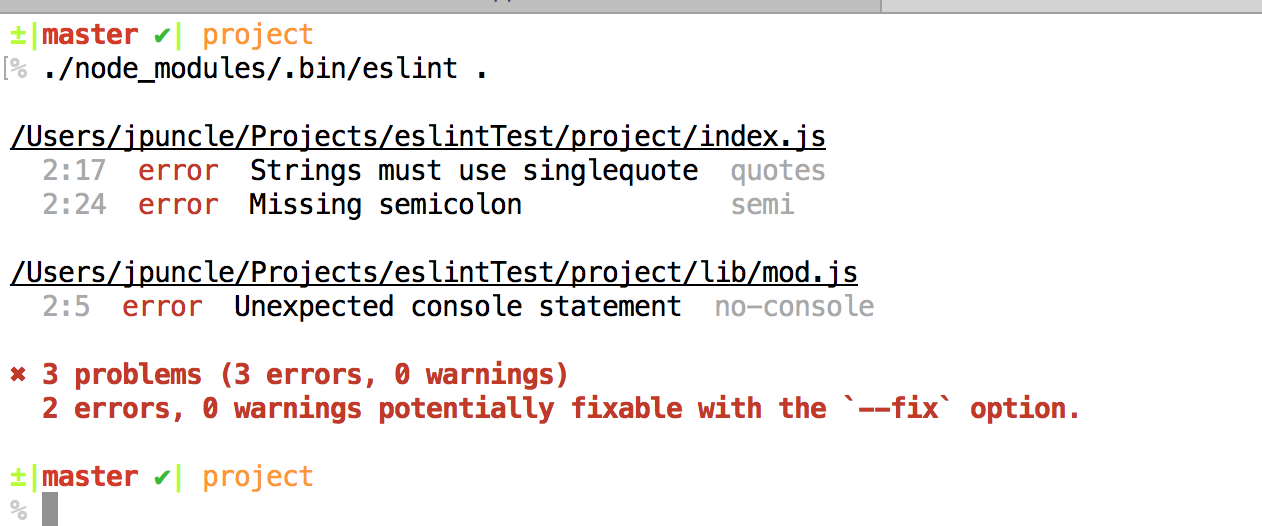 ±|master ✔| project
[% ./node_modules/.bin/eslint .
/Users/jpuncle/Projects/eslintTest/project/index.js
2:17 error Strings must use singlequote quotes
2:24 error Missing semicolon semi
/Users/jpuncle/Projects/eslintTest/project/lib/mod.js
2:5 error Unexpected console statement no-console
✖ 3 problems (3 errors, 0 warnings)
2 errors, 0 warnings potentially fixable with the `--fix` option.
±|master ✔| project
%